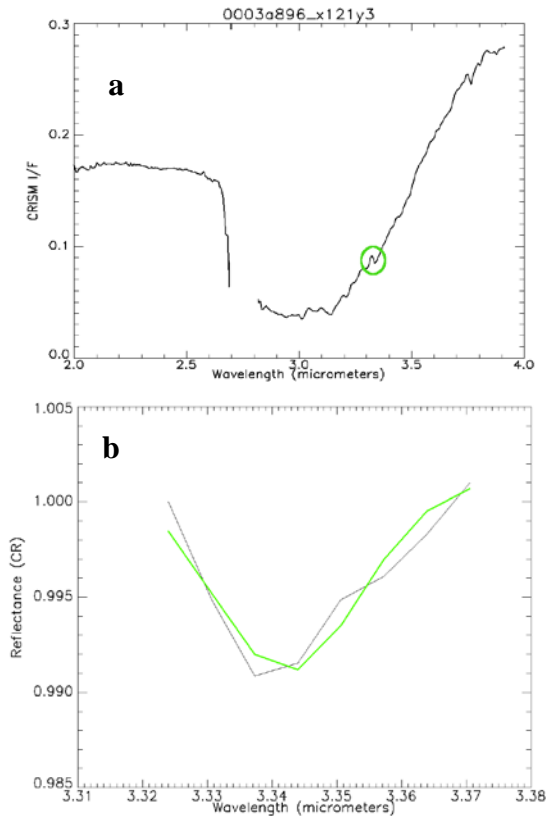 0003a896_x121y3
a
0.3
0.2
0.1
0.0
CRISM I/F
2.0 2.5 3.0 3.5 4.0
Wavelength (micrometers)
b
1.005
1.000
0.995
0.990
0.985
Reflectance (CR)
3.31 3.32 3.33 3.34 3.35 3.36 3.37 3.38
Wavelength (micrometers)